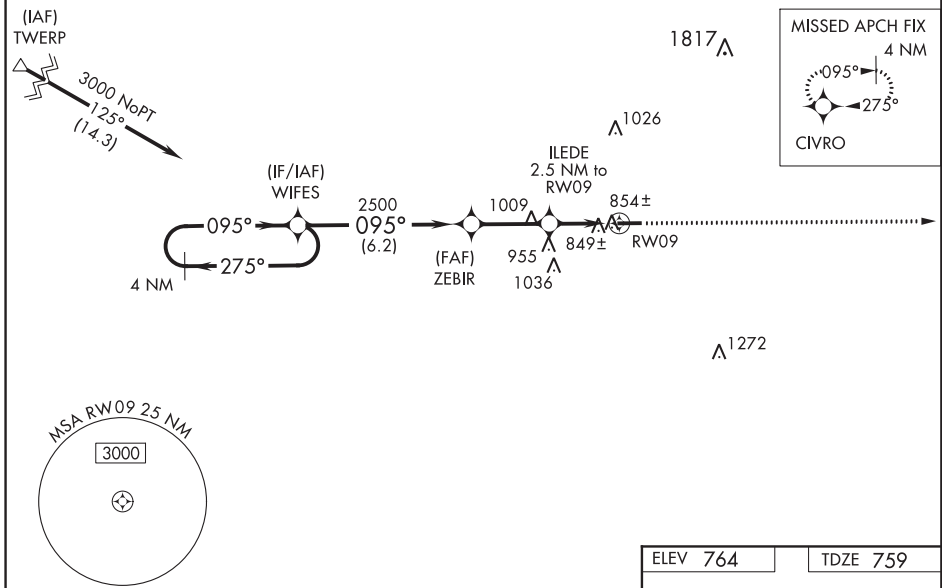 (IAF)
TWERP
3000 NoPT
125°
(14.3)
1817
MISSED APCH FIX
4 NM
095°
275°
CIVRO
1026
(IF/IAF)
WIFES
ILEDE
2.5 NM to
RW09
095°
2500
095°
(6.2)
1009
854±
849±
RW09
275°
4 NM
(FAF)
ZEBIR
955
1036
1272
MSA RW09 25 NM
3000
ELEV 764
TDZE 759